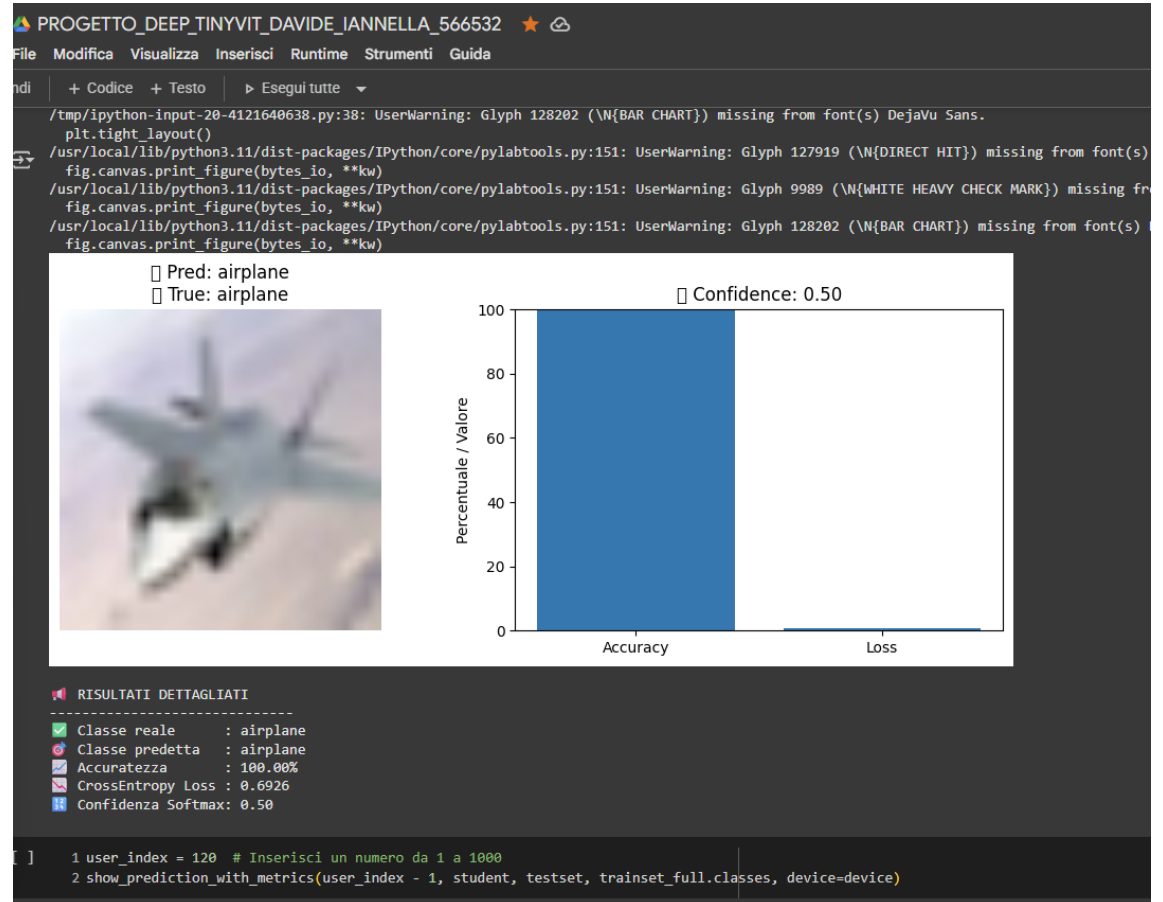 PROGETTO_DEEP_TINYVIT_DAVIDE_IANNELLA_566532
File Modifica Visualizza Inserisci Runtime Strumenti Guida
ndi + Codice + Testo Esegui tutte
/tmp/ipython-input-20-4121640638.py:38: UserWarning: Glyph 128202 (\N{BAR CHART}) missing from font(s) DejaVu Sans.
plt.tight_layout()
/usr/local/lib/python3.11/dist-packages/IPython/core/pylabtools.py:151: UserWarning: Glyph 127919 (\N{DIRECT HIT}) missing from font(s)
fig.canvas.print_figure(bytes_io, **kw)
/usr/local/lib/python3.11/dist-packages/IPython/core/pylabtools.py:151: UserWarning: Glyph 9989 (\N{WHITE HEAVY CHECK MARK}) missing fr
fig.canvas.print_figure(bytes_io, **kw)
/usr/local/lib/python3.11/dist-packages/IPython/core/pylabtools.py:151: UserWarning: Glyph 128202 (\N{BAR CHART}) missing from font(s)
fig.canvas.print_figure(bytes_io, **kw)
Pred: airplane
True: airplane
Confidence: 0.50
100
80
60
40
20
0
Percentuale / Valore
Accuracy Loss
📢 RISULTATI DETTAGLIATI
------------------------------
✅ Classe reale : airplane
🎯 Classe predetta : airplane
📈 Accuratezza : 100.00%
📉 CrossEntropy Loss : 0.6926
🔢 Confidenza Softmax: 0.50
[ ] 1 user_index = 120 # Inserisci un numero da 1 a 1000
2 show_prediction_with_metrics(user_index - 1, student, testset, trainset_full.classes, device=device)